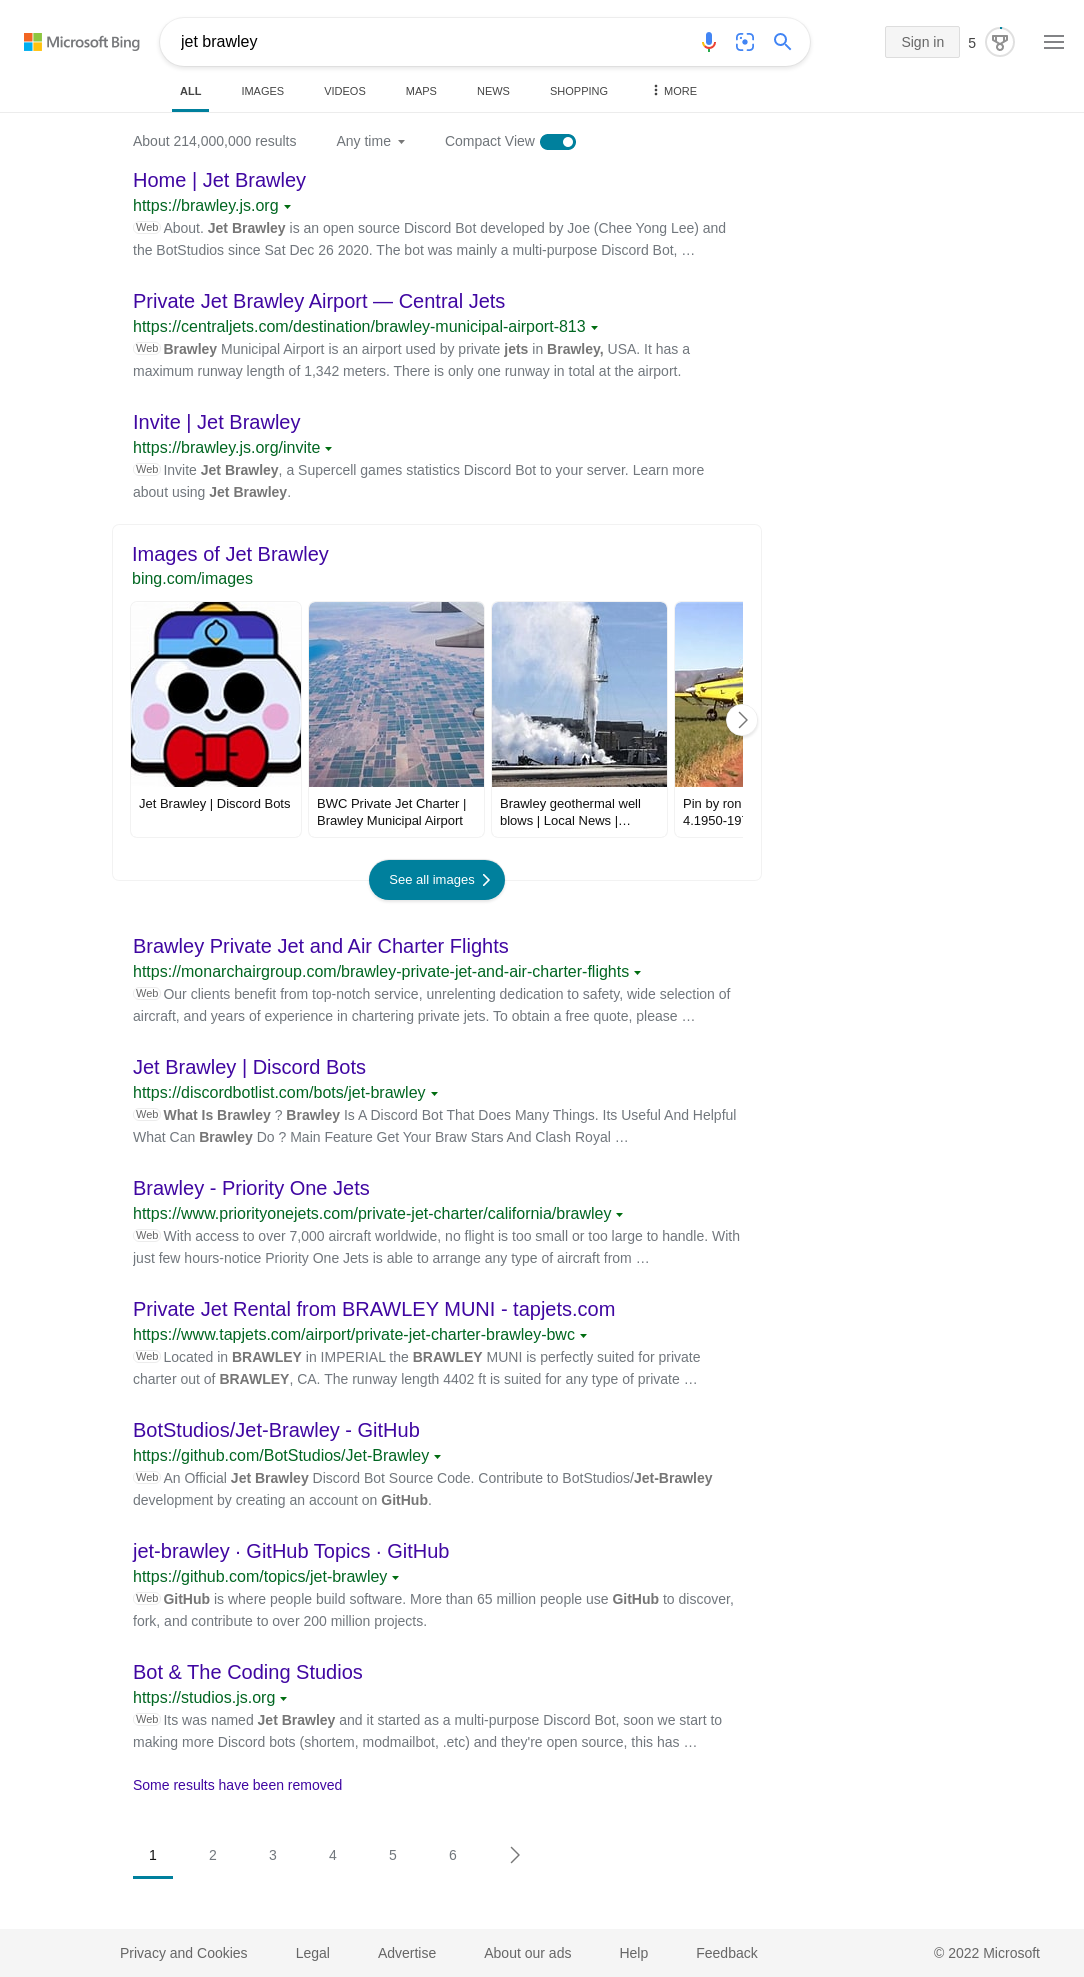 Microsoft Bing
jet brawley
Sign in
5
ALL IMAGES VIDEOS MAPS NEWS SHOPPING MORE
About 214,000,000 results Any time Compact View
Home | Jet Brawley
https://brawley.js.org
Web About. Jet Brawley is an open source Discord Bot developed by Joe (Chee Yong Lee) and
the BotStudios since Sat Dec 26 2020. The bot was mainly a multi-purpose Discord Bot, …
Private Jet Brawley Airport — Central Jets
https://centraljets.com/destination/brawley-municipal-airport-813
Web Brawley Municipal Airport is an airport used by private jets in Brawley, USA. It has a
maximum runway length of 1,342 meters. There is only one runway in total at the airport.
Invite | Jet Brawley
https://brawley.js.org/invite
Web Invite Jet Brawley, a Supercell games statistics Discord Bot to your server. Learn more
about using Jet Brawley.
Images of Jet Brawley
bing.com/images
Jet Brawley | Discord Bots
BWC Private Jet Charter |
Brawley Municipal Airport
Brawley geothermal well
blows | Local News |…
Pin by ron
4.1950-197
See all images
Brawley Private Jet and Air Charter Flights
https://monarchairgroup.com/brawley-private-jet-and-air-charter-flights
Web Our clients benefit from top-notch service, unrelenting dedication to safety, wide selection of
aircraft, and years of experience in chartering private jets. To obtain a free quote, please …
Jet Brawley | Discord Bots
https://discordbotlist.com/bots/jet-brawley
Web What Is Brawley ? Brawley Is A Discord Bot That Does Many Things. Its Useful And Helpful
What Can Brawley Do ? Main Feature Get Your Braw Stars And Clash Royal …
Brawley - Priority One Jets
https://www.priorityonejets.com/private-jet-charter/california/brawley
Web With access to over 7,000 aircraft worldwide, no flight is too small or too large to handle. With
just few hours-notice Priority One Jets is able to arrange any type of aircraft from …
Private Jet Rental from BRAWLEY MUNI - tapjets.com
https://www.tapjets.com/airport/private-jet-charter-brawley-bwc
Web Located in BRAWLEY in IMPERIAL the BRAWLEY MUNI is perfectly suited for private
charter out of BRAWLEY, CA. The runway length 4402 ft is suited for any type of private …
BotStudios/Jet-Brawley - GitHub
https://github.com/BotStudios/Jet-Brawley
Web An Official Jet Brawley Discord Bot Source Code. Contribute to BotStudios/Jet-Brawley
development by creating an account on GitHub.
jet-brawley · GitHub Topics · GitHub
https://github.com/topics/jet-brawley
Web GitHub is where people build software. More than 65 million people use GitHub to discover,
fork, and contribute to over 200 million projects.
Bot & The Coding Studios
https://studios.js.org
Web Its was named Jet Brawley and it started as a multi-purpose Discord Bot, soon we start to
making more Discord bots (shortem, modmailbot, .etc) and they're open source, this has …
Some results have been removed
1 2 3 4 5 6
Privacy and Cookies Legal Advertise About our ads Help Feedback © 2022 Microsoft